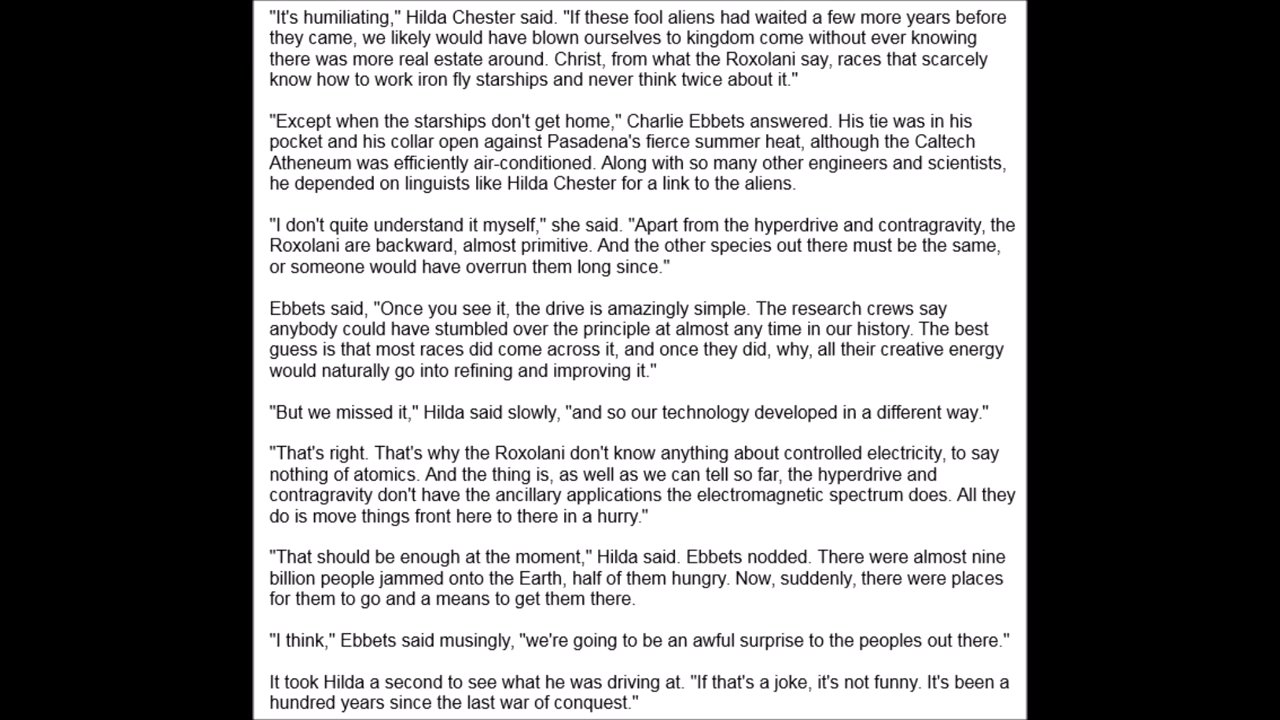 "It's humiliating," Hilda Chester said. "If these fool aliens had waited a few more years before
they came, we likely would have blown ourselves to kingdom come without ever knowing
there was more real estate around. Christ, from what the Roxolani say, races that scarcely
know how to work iron fly starships and never think twice about it."
"Except when the starships don't get home," Charlie Ebbets answered. His tie was in his
pocket and his collar open against Pasadena's fierce summer heat, although the Caltech
Atheneum was efficiently air-conditioned. Along with so many other engineers and scientists,
he depended on linguists like Hilda Chester for a link to the aliens.
"I don't quite understand it myself," she said. "Apart from the hyperdrive and contragravity, the
Roxolani are backward, almost primitive. And the other species out there must be the same,
or someone would have overrun them long since."
Ebbets said, "Once you see it, the drive is amazingly simple. The research crews say
anybody could have stumbled over the principle at almost any time in our history. The best
guess is that most races did come across it, and once they did, why, all their creative energy
would naturally go into refining and improving it."
"But we missed it," Hilda said slowly, "and so our technology developed in a different way."
"That's right. That's why the Roxolani don't know anything about controlled electricity, to say
nothing of atomics. And the thing is, as well as we can tell so far, the hyperdrive and
contragravity don't have the ancillary applications the electromagnetic spectrum does. All they
do is move things front here to there in a hurry."
"That should be enough at the moment," Hilda said. Ebbets nodded. There were almost nine
billion people jammed onto the Earth, half of them hungry. Now, suddenly, there were places
for them to go and a means to get them there.
"I think," Ebbets said musingly, "we're going to be an awful surprise to the peoples out there."
It took Hilda a second to see what he was driving at. "If that's a joke, it's not funny. It's been a
hundred years since the last war of conquest."